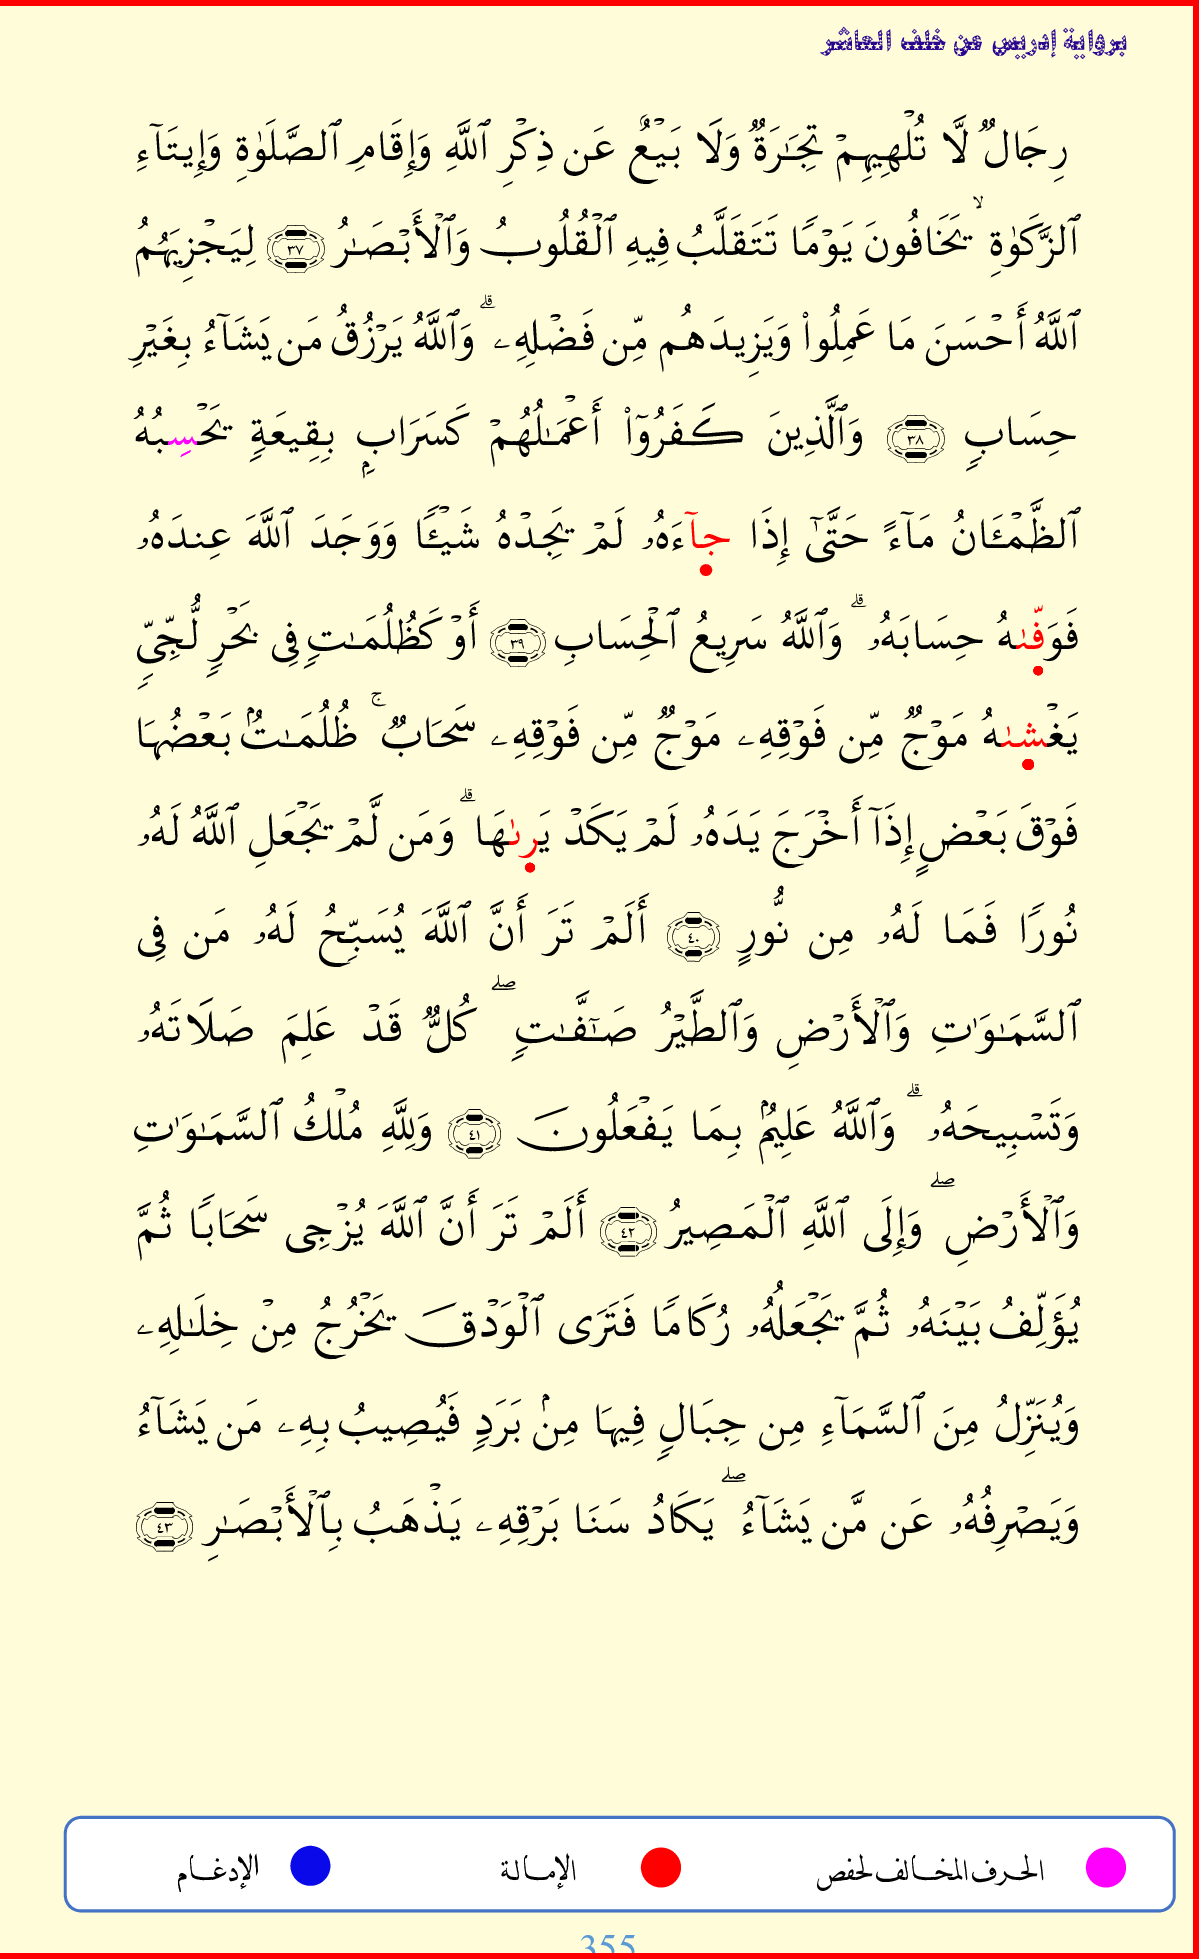 برواية إدريس عن خلف العاشر
رِجَالٌ لَّا تُلْهِيهِمْ تِجَٰرَةٌ وَلَا بَيْعٌ عَن ذِكْرِ ٱللَّهِ وَإِقَامِ ٱلصَّلَوٰةِ وَإِيتَآءِ
ٱلزَّكَوٰةِ ۙ يَخَافُونَ يَوْمًا تَتَقَلَّبُ فِيهِ ٱلْقُلُوبُ وَٱلْأَبْصَٰرُ ٣٧ لِيَجْزِيَهُمُ
ٱللَّهُ أَحْسَنَ مَا عَمِلُوا۟ وَيَزِيدَهُم مِّن فَضْلِهِۦ ۗ وَٱللَّهُ يَرْزُقُ مَن يَشَآءُ بِغَيْرِ
حِسَابٍ ٣٨ وَٱلَّذِينَ كَفَرُوٓا۟ أَعْمَٰلُهُمْ كَسَرَابٍۭ بِقِيعَةٍ يَحْسِبُهُ
ٱلظَّمْـَٔانُ مَآءً حَتَّىٰٓ إِذَا جآءَهُۥ لَمْ يَجِدْهُ شَيْـًٔا وَوَجَدَ ٱللَّهَ عِندَهُۥ
فَوَفّىٰهُ حِسَابَهُۥ ۗ وَٱللَّهُ سَرِيعُ ٱلْحِسَابِ ٣٩ أَوْ كَظُلُمَٰتٍ فِى بَحْرٍ لُّجِّىٍّ
يَغْشىٰهُ مَوْجٌ مِّن فَوْقِهِۦ مَوْجٌ مِّن فَوْقِهِۦ سَحَابٌ ۚ ظُلُمَٰتٌۢ بَعْضُهَا
فَوْقَ بَعْضٍ إِذَآ أَخْرَجَ يَدَهُۥ لَمْ يَكَدْ يَرىٰهَا ۗ وَمَن لَّمْ يَجْعَلِ ٱللَّهُ لَهُۥ
نُورًا فَمَا لَهُۥ مِن نُّورٍ ٤٠ أَلَمْ تَرَ أَنَّ ٱللَّهَ يُسَبِّحُ لَهُۥ مَن فِى
ٱلسَّمَٰوَٰتِ وَٱلْأَرْضِ وَٱلطَّيْرُ صَٰٓفَّٰتٍ ۖ كُلٌّ قَدْ عَلِمَ صَلَاتَهُۥ
وَتَسْبِيحَهُۥ ۗ وَٱللَّهُ عَلِيمٌۢ بِمَا يَفْعَلُونَ ٤١ وَلِلَّهِ مُلْكُ ٱلسَّمَٰوَٰتِ
وَٱلْأَرْضِ ۖ وَإِلَى ٱللَّهِ ٱلْمَصِيرُ ٤٢ أَلَمْ تَرَ أَنَّ ٱللَّهَ يُزْجِى سَحَابًا ثُمَّ
يُؤَلِّفُ بَيْنَهُۥ ثُمَّ يَجْعَلُهُۥ رُكَامًا فَتَرَى ٱلْوَدْقَ يَخْرُجُ مِنْ خِلَٰلِهِۦ
وَيُنَزِّلُ مِنَ ٱلسَّمَآءِ مِن جِبَالٍ فِيهَا مِنۢ بَرَدٍ فَيُصِيبُ بِهِۦ مَن يَشَآءُ
وَيَصْرِفُهُۥ عَن مَّن يَشَآءُ ۖ يَكَادُ سَنَا بَرْقِهِۦ يَذْهَبُ بِٱلْأَبْصَٰرِ ٤٣
الحرف المخالف لحفص الإمالة الإدغام
355